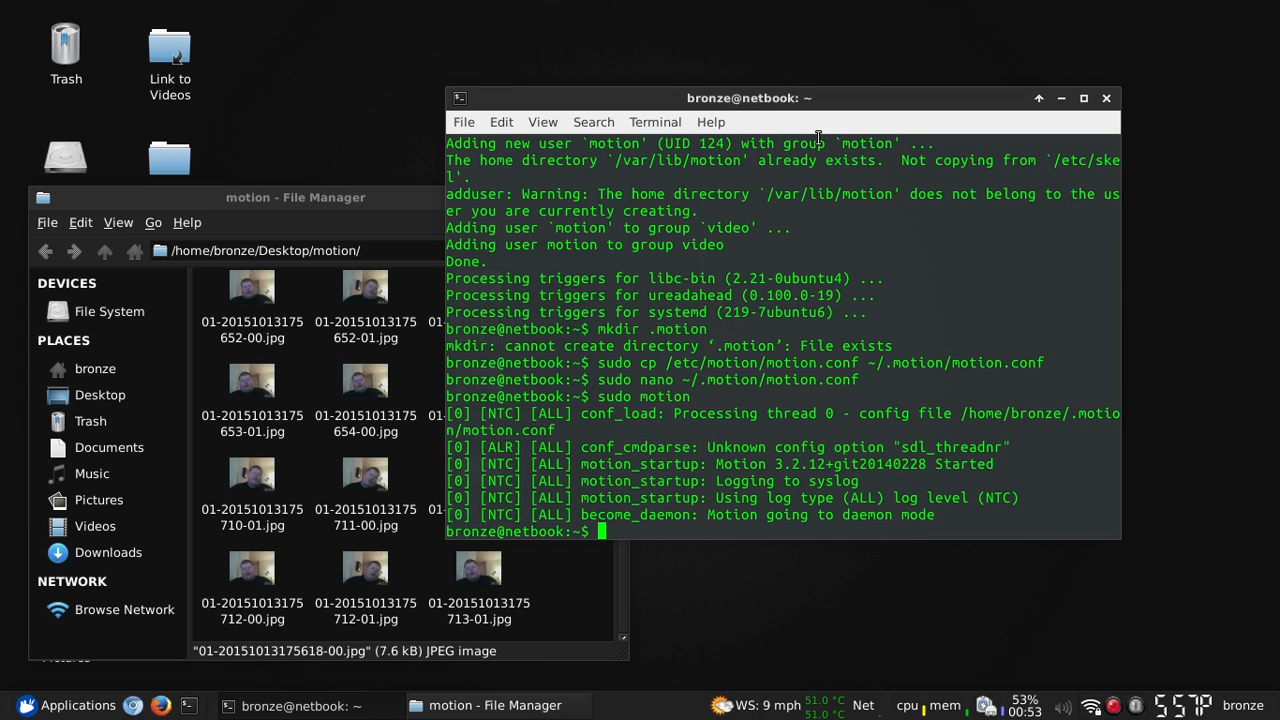 Trash
Link to
Videos
bronze@netbook: ~
File Edit View Search Terminal Help
Adding new user `motion' (UID 124) with group `motion' ...
The home directory `/var/lib/motion' already exists.  Not copying from `/etc/ske
l'.
adduser: Warning: The home directory `/var/lib/motion' does not belong to the us
er you are currently creating.
Adding user `motion' to group `video' ...
Adding user motion to group video
Done.
Processing triggers for libc-bin (2.21-0ubuntu4) ...
Processing triggers for ureadahead (0.100.0-19) ...
Processing triggers for systemd (219-7ubuntu6) ...
bronze@netbook:~$ mkdir .motion
mkdir: cannot create directory ‘.motion’: File exists
bronze@netbook:~$ sudo cp /etc/motion/motion.conf ~/.motion/motion.conf
bronze@netbook:~$ sudo nano ~/.motion/motion.conf
bronze@netbook:~$ sudo motion
[0] [NTC] [ALL] conf_load: Processing thread 0 - config file /home/bronze/.motio
n/motion.conf
[0] [ALR] [ALL] conf_cmdparse: Unknown config option "sdl_threadnr"
[0] [NTC] [ALL] motion_startup: Motion 3.2.12+git20140228 Started
[0] [NTC] [ALL] motion_startup: Logging to syslog
[0] [NTC] [ALL] motion_startup: Using log type (ALL) log level (NTC)
[0] [NTC] [ALL] become_daemon: Motion going to daemon mode
bronze@netbook:~$
motion - File Manager
File Edit View Go Help
/home/bronze/Desktop/motion/
DEVICES
File System
PLACES
bronze
Desktop
Trash
Documents
Music
Pictures
Videos
Downloads
NETWORK
Browse Network
01-20151013175 01-20151013175
652-00.jpg 652-01.jpg
01-20151013175 01-20151013175
653-01.jpg 654-00.jpg
01-20151013175 01-20151013175
710-01.jpg 711-00.jpg
01-20151013175 01-20151013175 01-20151013175
712-00.jpg 712-01.jpg 713-01.jpg
"01-20151013175618-00.jpg" (7.6 kB) JPEG image
Applications bronze@netbook: ~ motion - File Manager WS: 9 mph 51.0 °C Net cpu mem 53% 5:57P bronze
51.0 °C 00:53